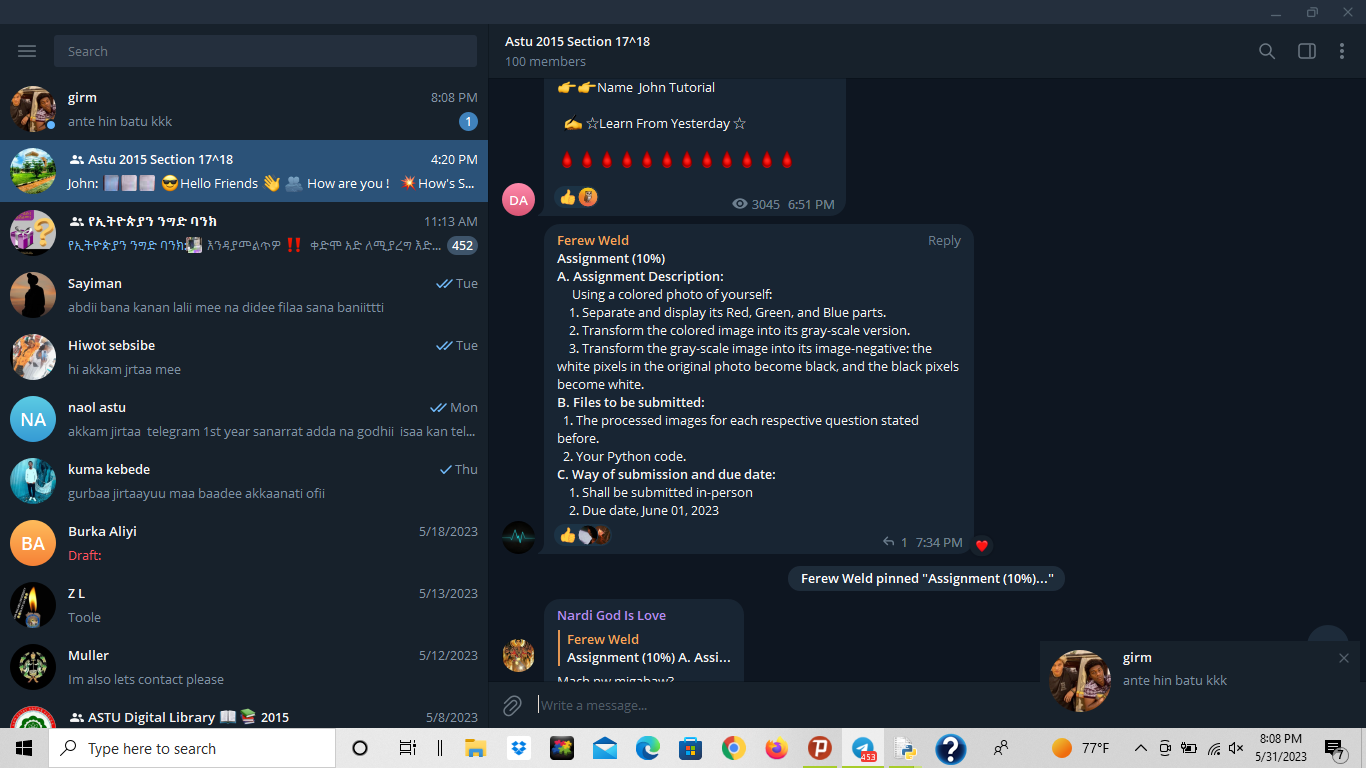 Search
girm
8:08 PM
ante hin batu kkk
1
Astu 2015 Section 17^18
4:20 PM
John: 😎Hello Friends 👋 How are you ! 💥How's S...
የኢትዮጵያን ንግድ ባንክ
11:13 AM
የኢትዮጵያን ንግድ ባንክ: እንዳያመልጥዎ ‼️ ቀድሞ አድ ለሚያረግ እድ...
452
Sayiman
Tue
abdii bana kanan lalii mee na didee filaa sana baniittti
Hiwot sebsibe
Tue
hi akkam jrtaa mee
NA
naol astu
Mon
akkam jirtaa telegram 1st year sanarrat adda na godhii isaa kan tel...
kuma kebede
Thu
gurbaa jirtaayuu maa baadee akkaanati ofii
BA
Burka Aliyi
5/18/2023
Draft:
Z L
5/13/2023
Toole
Muller
5/12/2023
Im also lets contact please
ASTU Digital Library 📖 📚 2015
5/8/2023
Astu 2015 Section 17^18
100 members
👉👉Name John Tutorial
✍️ ☆Learn From Yesterday ☆
🩸🩸🩸🩸🩸🩸🩸🩸🩸🩸🩸🩸
DA
3045 6:51 PM
Ferew Weld
Reply
Assignment (10%)
A. Assignment Description:
Using a colored photo of yourself:
1. Separate and display its Red, Green, and Blue parts.
2. Transform the colored image into its gray-scale version.
3. Transform the gray-scale image into its image-negative: the
white pixels in the original photo become black, and the black pixels
become white.
B. Files to be submitted:
1. The processed images for each respective question stated
before.
2. Your Python code.
C. Way of submission and due date:
1. Shall be submitted in-person
2. Due date, June 01, 2023
1 7:34 PM
Ferew Weld pinned "Assignment (10%)..."
Nardi God Is Love
Ferew Weld
Assignment (10%) A. Assi...
Mach nw migabaw?
girm
ante hin batu kkk
Write a message...
Type here to search
453
77°F
8:08 PM
5/31/2023
7